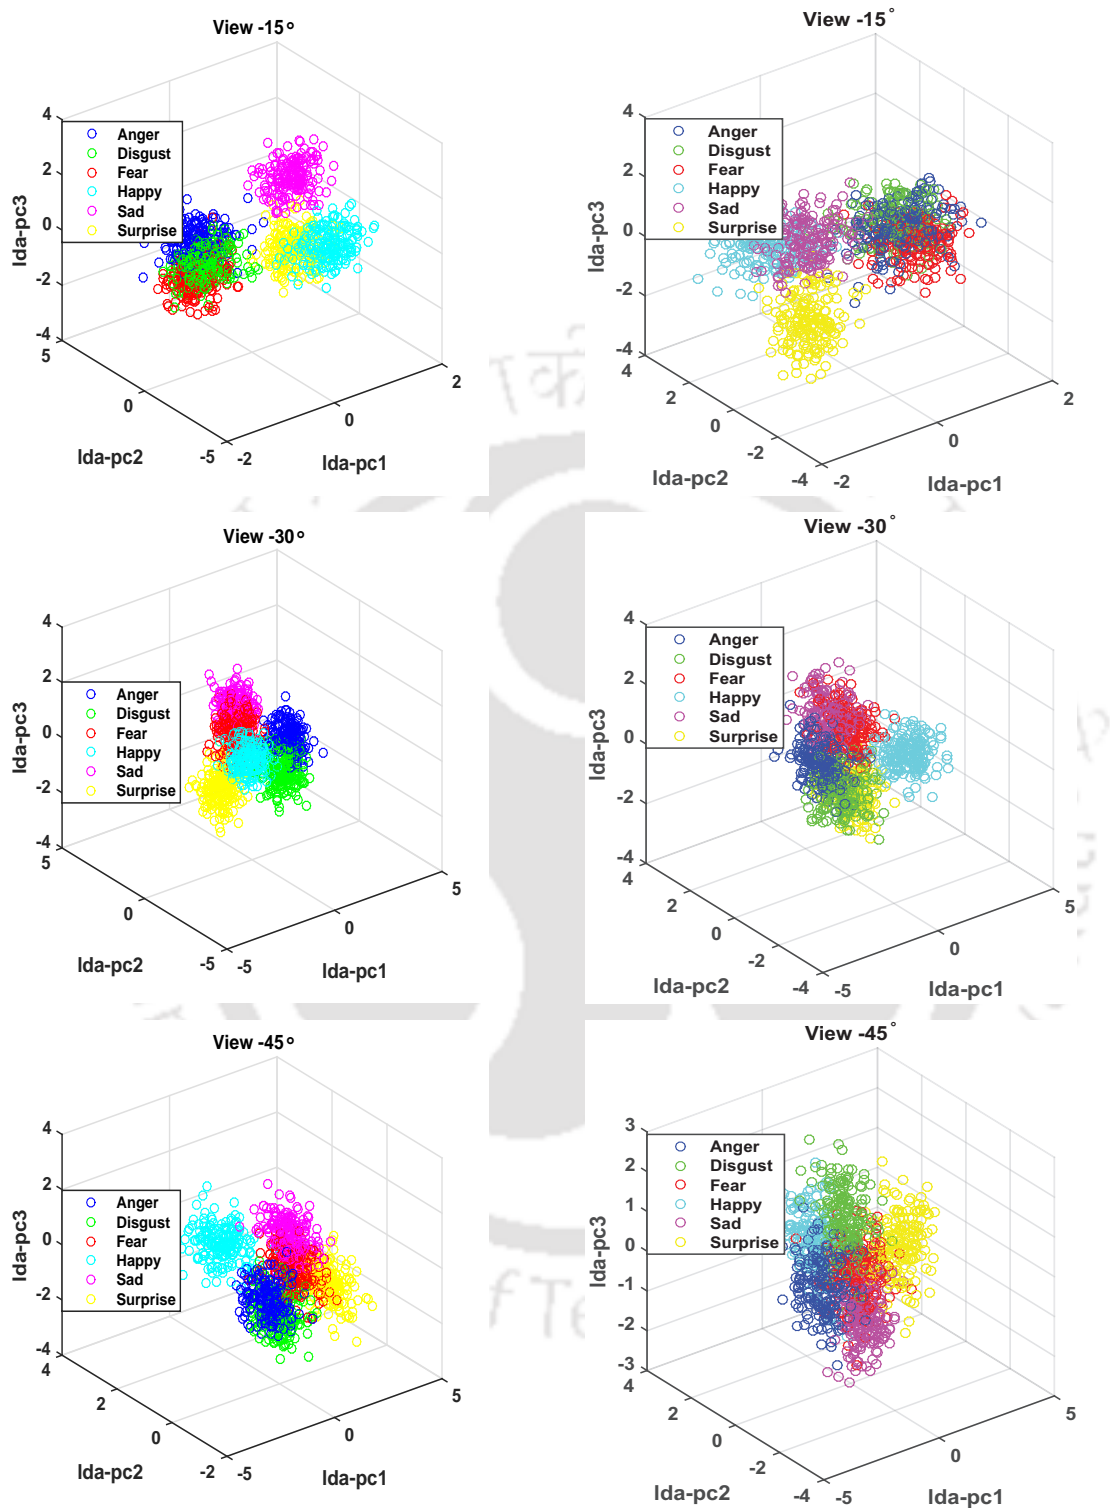 View -15°
4
2
0
-2
-4
5
0
-5
-2
0
2
lda-pc3
lda-pc2
lda-pc1
Anger
Disgust
Fear
Happy
Sad
Surprise
View -15°
4
2
0
-2
-4
4
2
0
-2
-4
-2
0
2
lda-pc3
lda-pc2
lda-pc1
Anger
Disgust
Fear
Happy
Sad
Surprise
View -30°
4
2
0
-2
-4
5
0
-5
-5
0
5
lda-pc3
lda-pc2
lda-pc1
Anger
Disgust
Fear
Happy
Sad
Surprise
View -30°
4
2
0
-2
-4
4
2
0
-2
-4
-5
0
5
lda-pc3
lda-pc2
lda-pc1
Anger
Disgust
Fear
Happy
Sad
Surprise
View -45°
4
2
0
-2
-4
4
2
0
-2
-5
0
5
lda-pc3
lda-pc2
lda-pc1
Anger
Disgust
Fear
Happy
Sad
Surprise
View -45°
3
2
1
0
-1
-2
-3
4
2
0
-2
-4
-5
0
5
lda-pc3
lda-pc2
lda-pc1
Anger
Disgust
Fear
Happy
Sad
Surprise